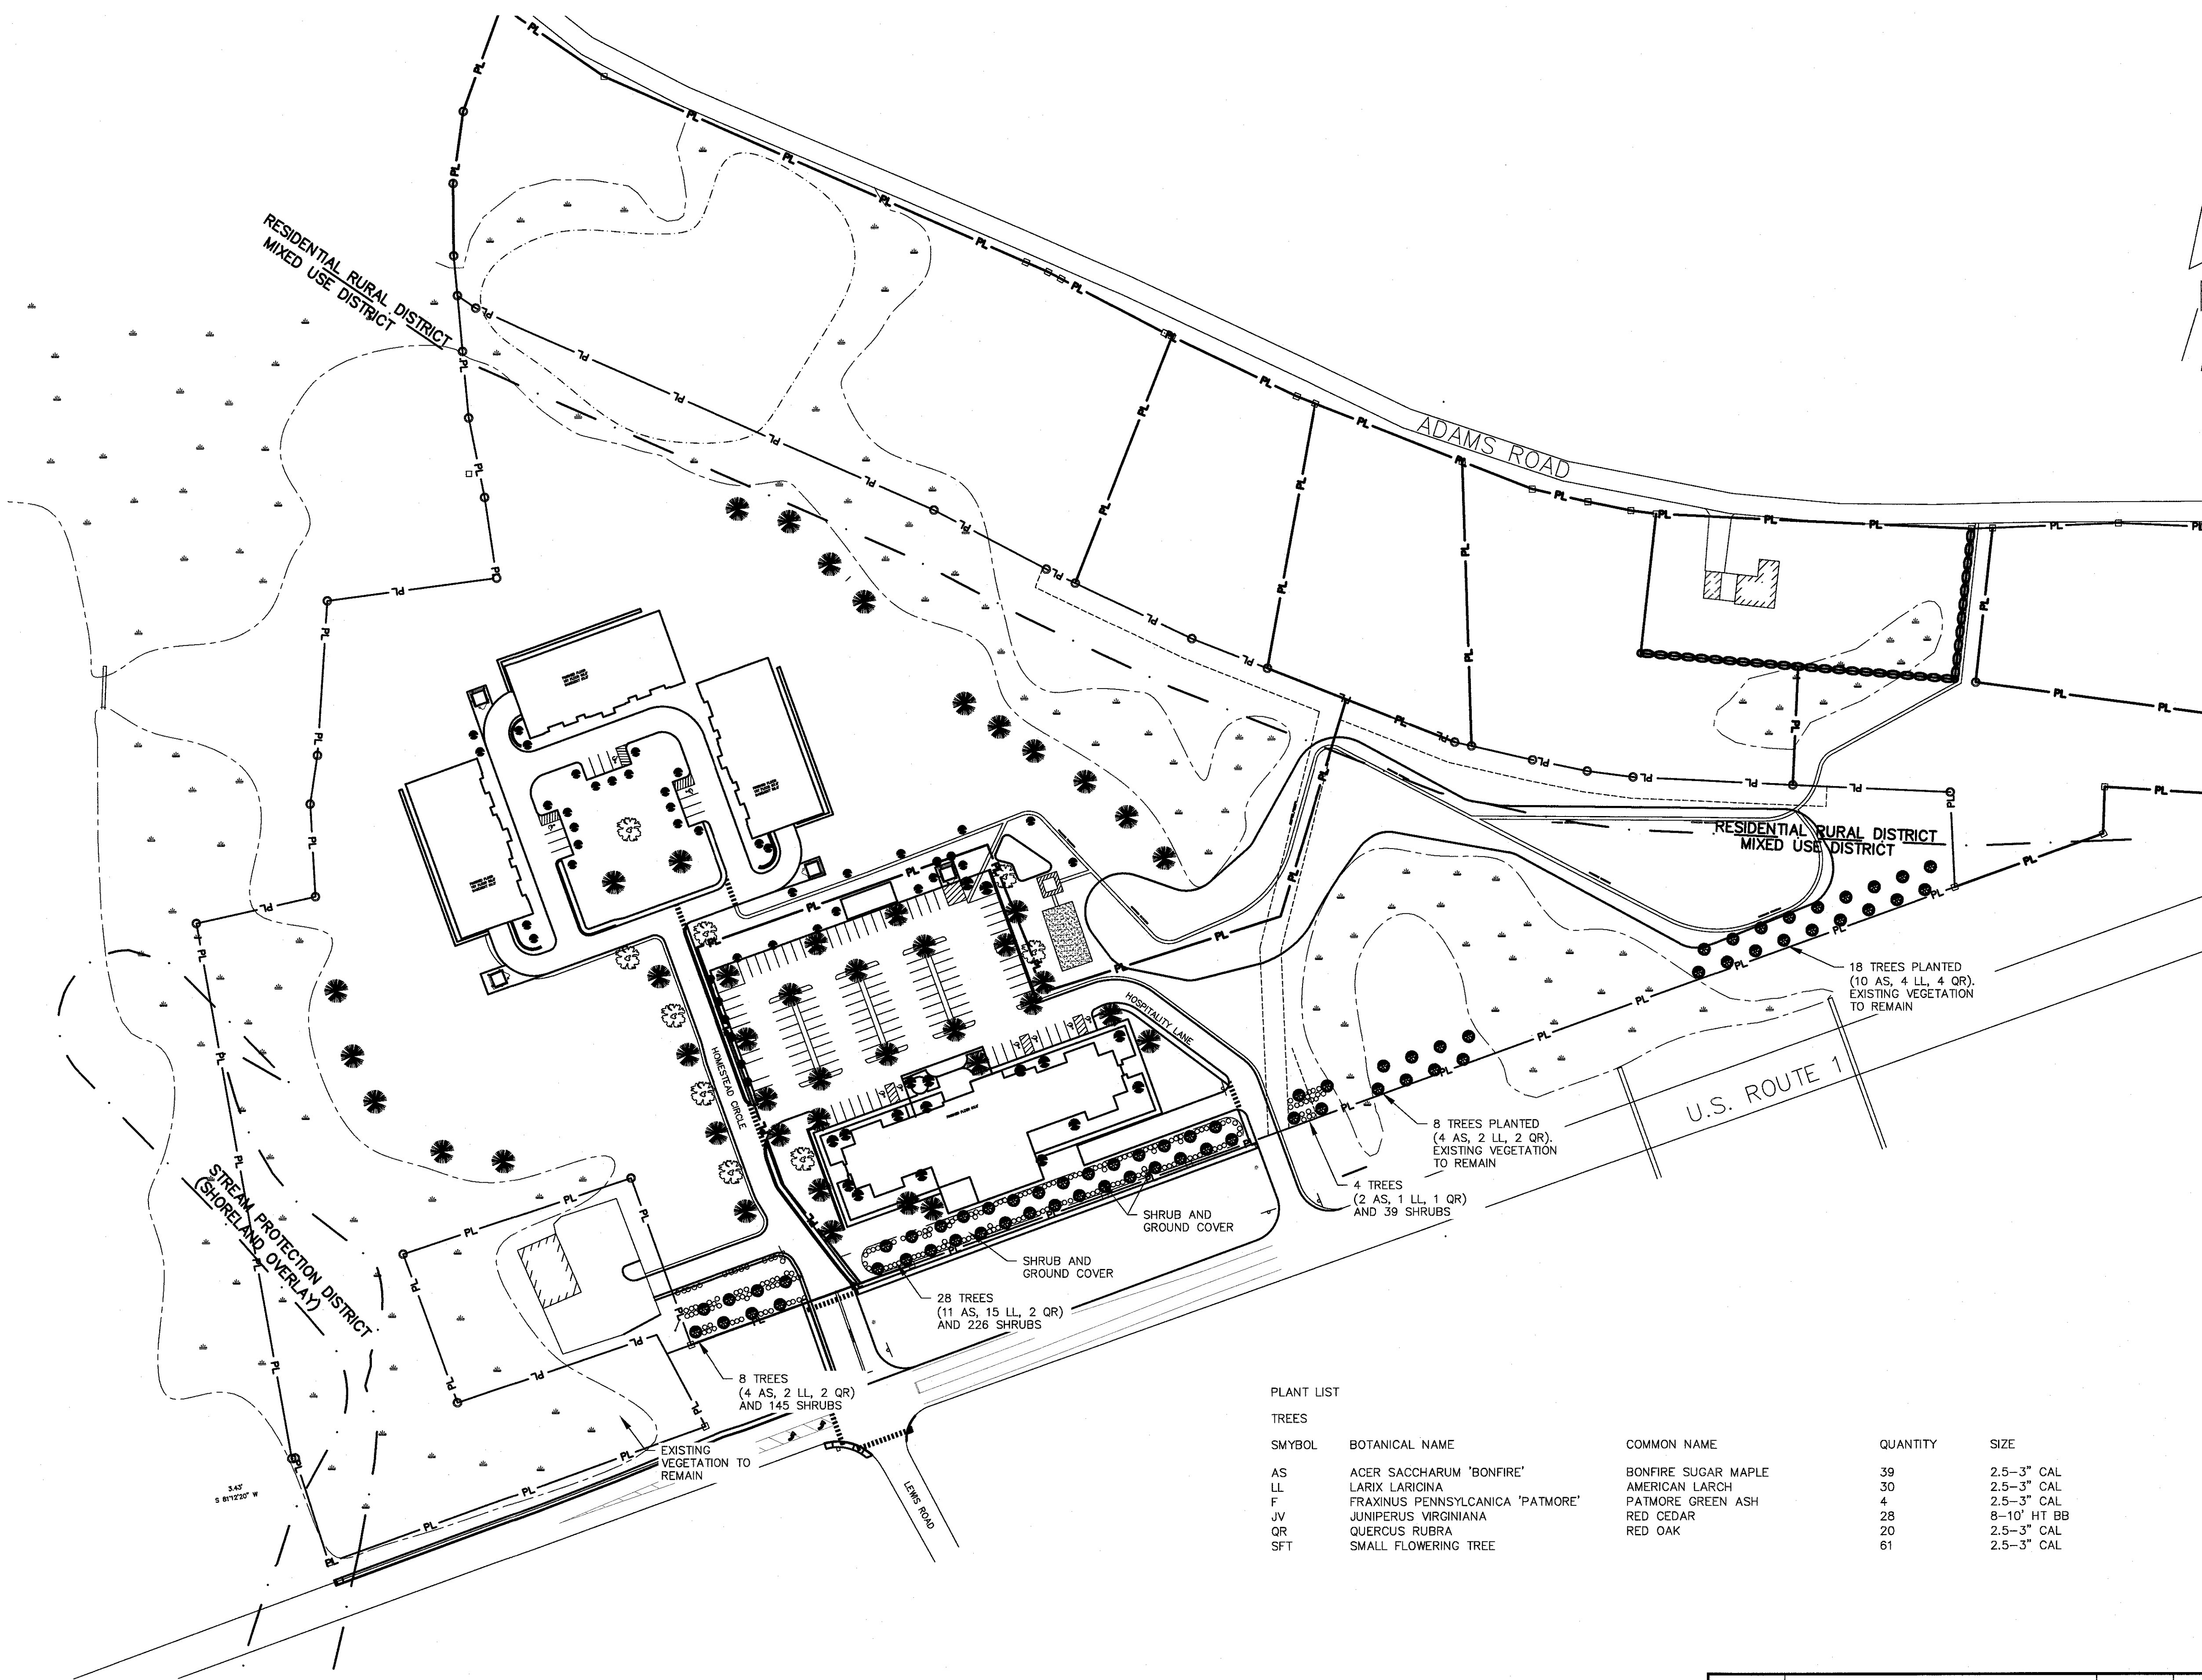 RESIDENTIAL RURAL DISTRICT
MIXED USE DISTRICT
ADAMS ROAD
RESIDENTIAL RURAL DISTRICT
MIXED USE DISTRICT
18 TREES PLANTED
(10 AS, 4 LL, 4 QR).
EXISTING VEGETATION
TO REMAIN
HOSPITALITY LANE
HOMESTEAD CIRCLE
U.S. ROUTE 1
8 TREES PLANTED
(4 AS, 2 LL, 2 QR).
EXISTING VEGETATION
TO REMAIN
4 TREES
(2 AS, 1 LL, 1 QR)
AND 39 SHRUBS
STREAM PROTECTION DISTRICT
(SHORELAND OVERLAY)
SHRUB AND
GROUND COVER
SHRUB AND
GROUND COVER
28 TREES
(11 AS, 15 LL, 2 QR)
AND 226 SHRUBS
8 TREES
(4 AS, 2 LL, 2 QR)
AND 145 SHRUBS
EXISTING
VEGETATION TO
REMAIN
3.43'
S 81°12'20" W
LEWIS ROAD
PLANT LIST
TREES
SMYBOL BOTANICAL NAME COMMON NAME QUANTITY SIZE
AS ACER SACCHARUM 'BONFIRE' BONFIRE SUGAR MAPLE 39 2.5-3" CAL
LL LARIX LARICINA AMERICAN LARCH 30 2.5-3" CAL
F FRAXINUS PENNSYLCANICA 'PATMORE' PATMORE GREEN ASH 4 2.5-3" CAL
JV JUNIPERUS VIRGINIANA RED CEDAR 28 8-10' HT BB
QR QUERCUS RUBRA RED OAK 20 2.5-3" CAL
SFT SMALL FLOWERING TREE 61 2.5-3" CAL